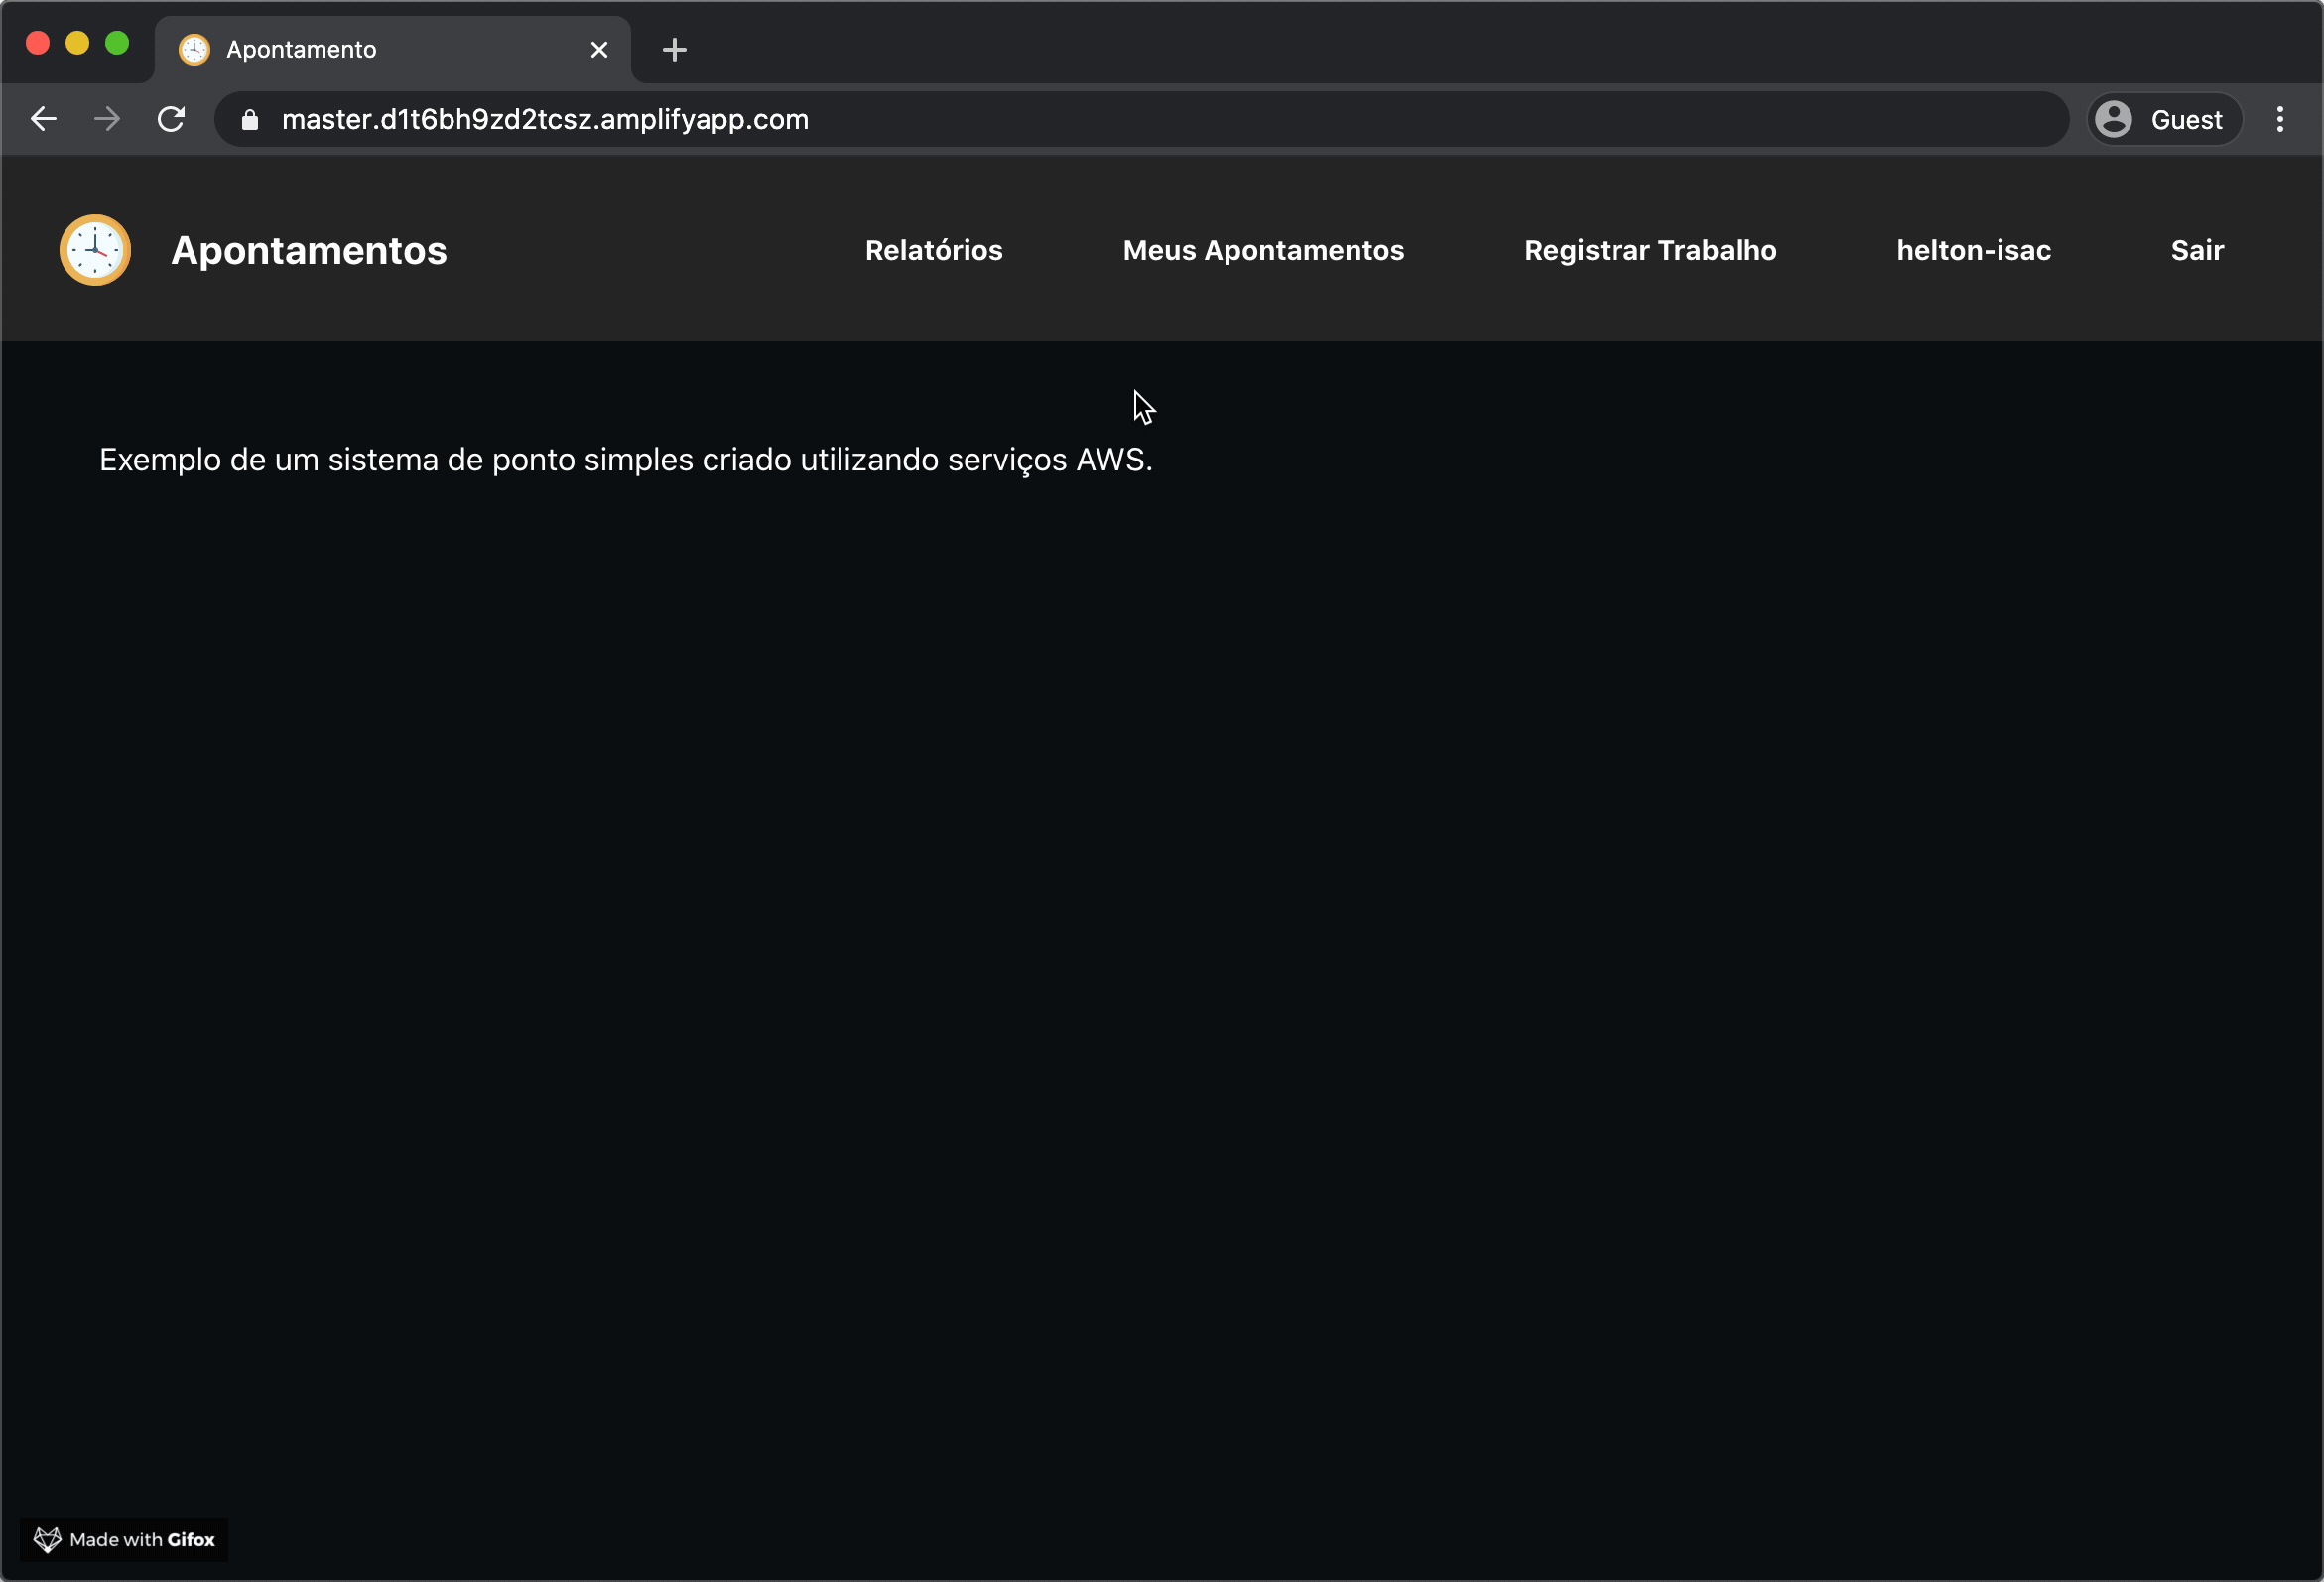 Apontamento
master.d1t6bh9zd2tcsz.amplifyapp.com
Guest
Apontamentos
Relatórios
Meus Apontamentos
Registrar Trabalho
helton-isac
Sair
Exemplo de um sistema de ponto simples criado utilizando serviços AWS.
Made with Gifox